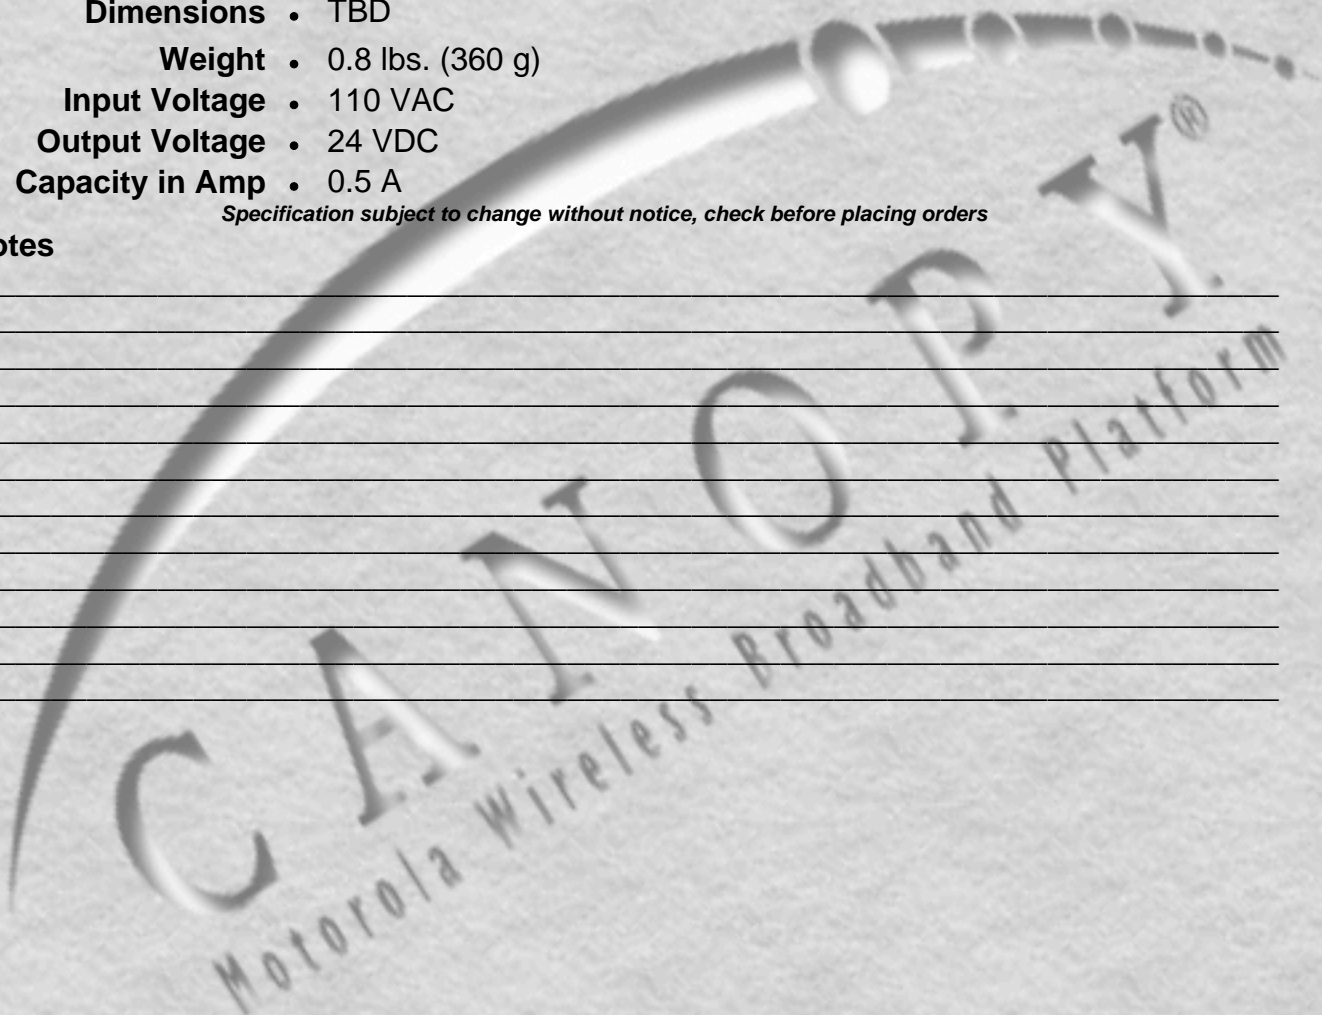 Dimensions • TBD
Weight • 0.8 lbs. (360 g)
Input Voltage • 110 VAC
Output Voltage • 24 VDC
Capacity in Amp • 0.5 A
Specification subject to change without notice, check before placing orders
otes
CANOPY®
Motorola Wireless Broadband Platform